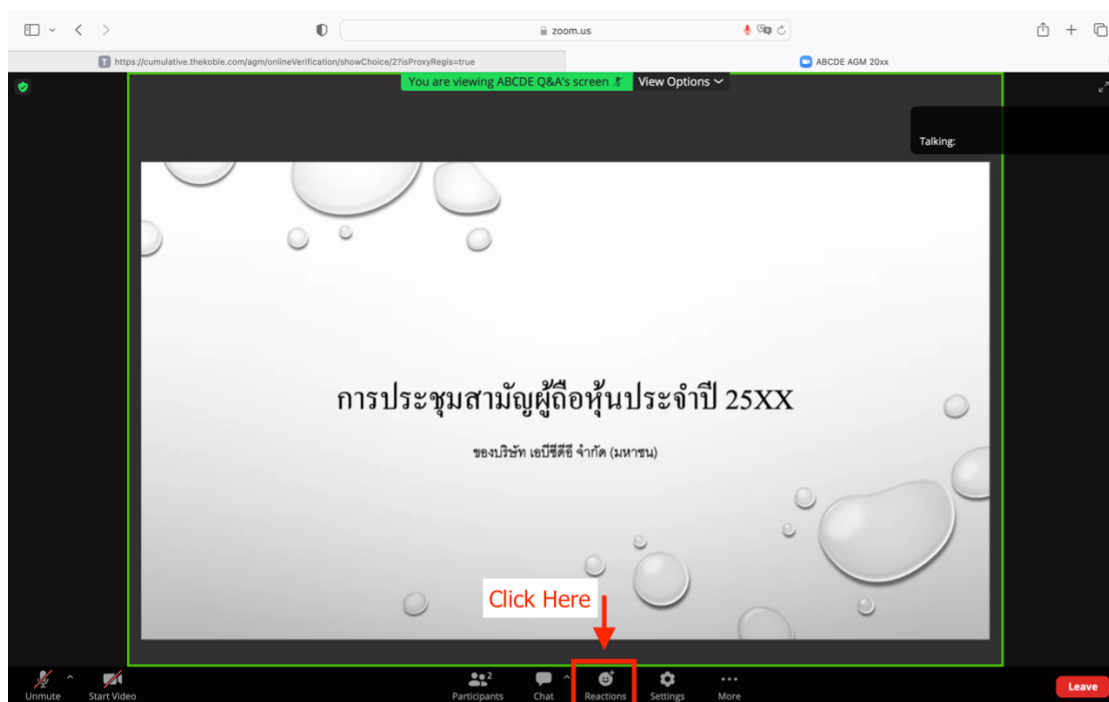 zoom.us
T https://cumulative.thekoble.com/agm/onlineVerification/showChoice/2?isProxyRegis=true
ABCDE AGM 20xx
You are viewing ABCDE Q&A's screen
View Options
Talking:
การประชุมสามัญผู้ถือหุ้นประจำปี 25XX
ของบริษัท เอบีซีดีอี จำกัด (มหาชน)
Click Here
2
Unmute
Start Video
Participants
Chat
Reactions
Settings
More
Leave